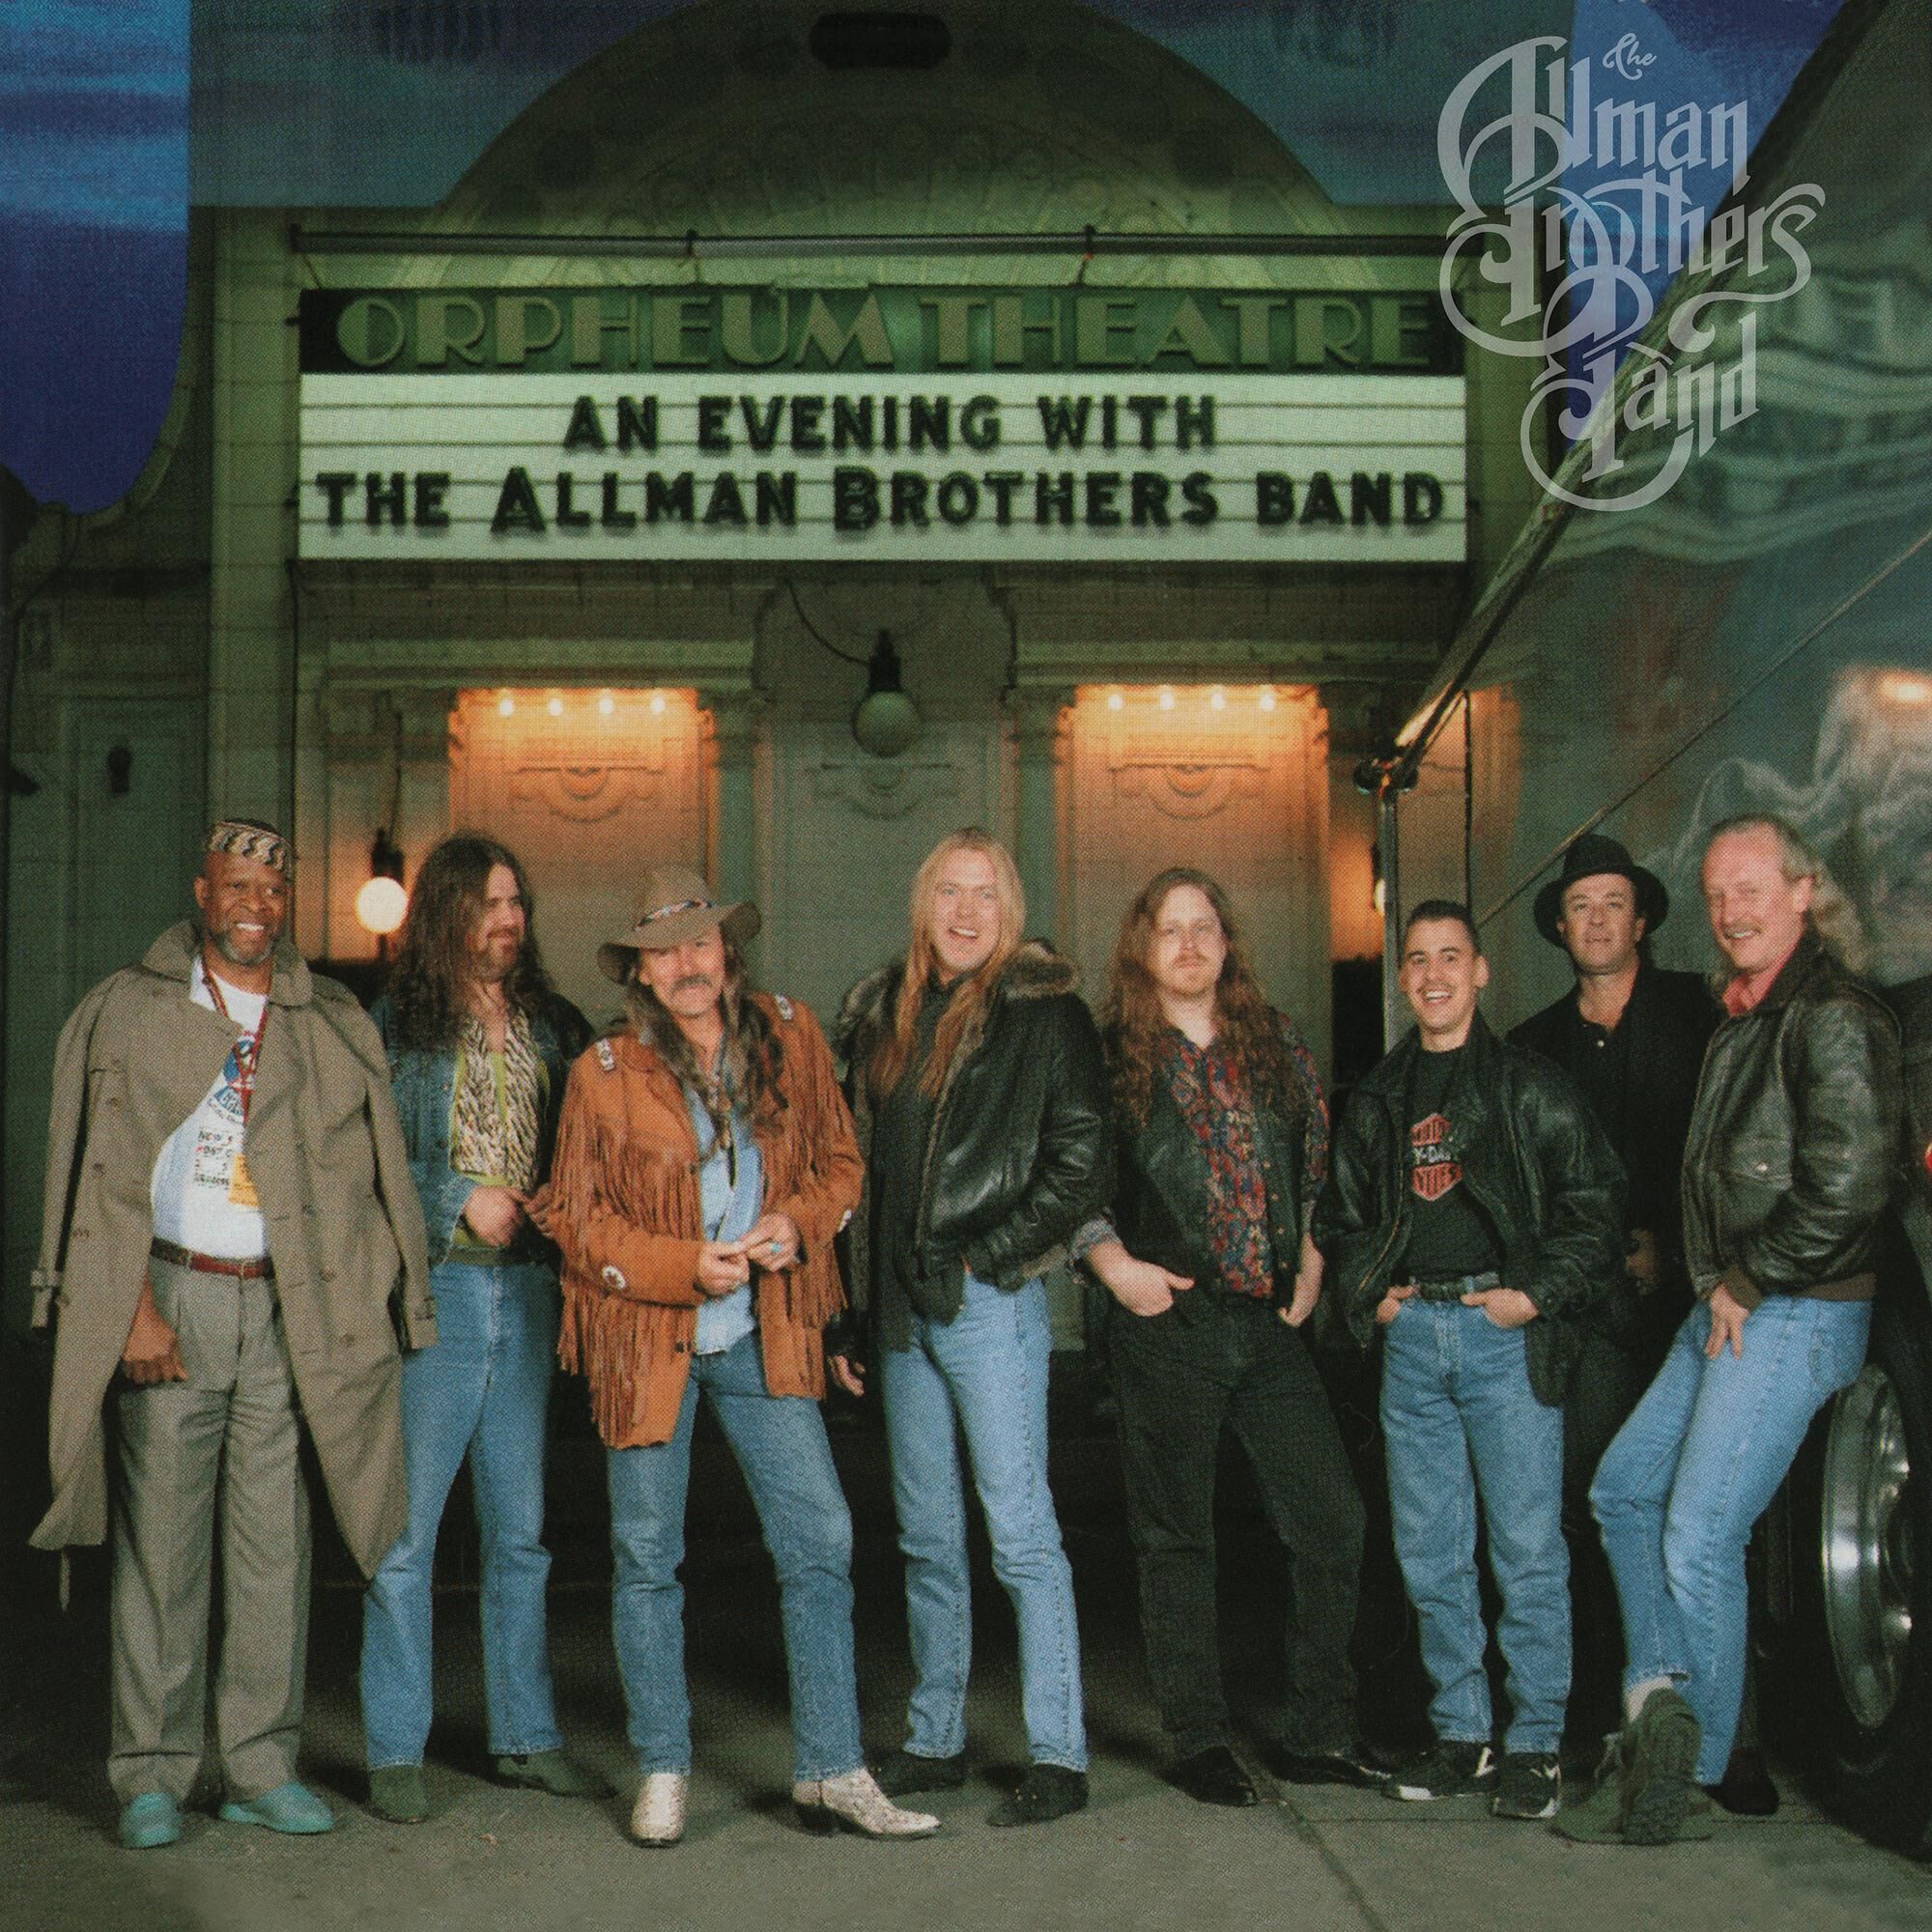 The
Allman
Brothers
Band
ORPHEUM THEATRE
AN EVENING WITH
THE ALLMAN BROTHERS BAND